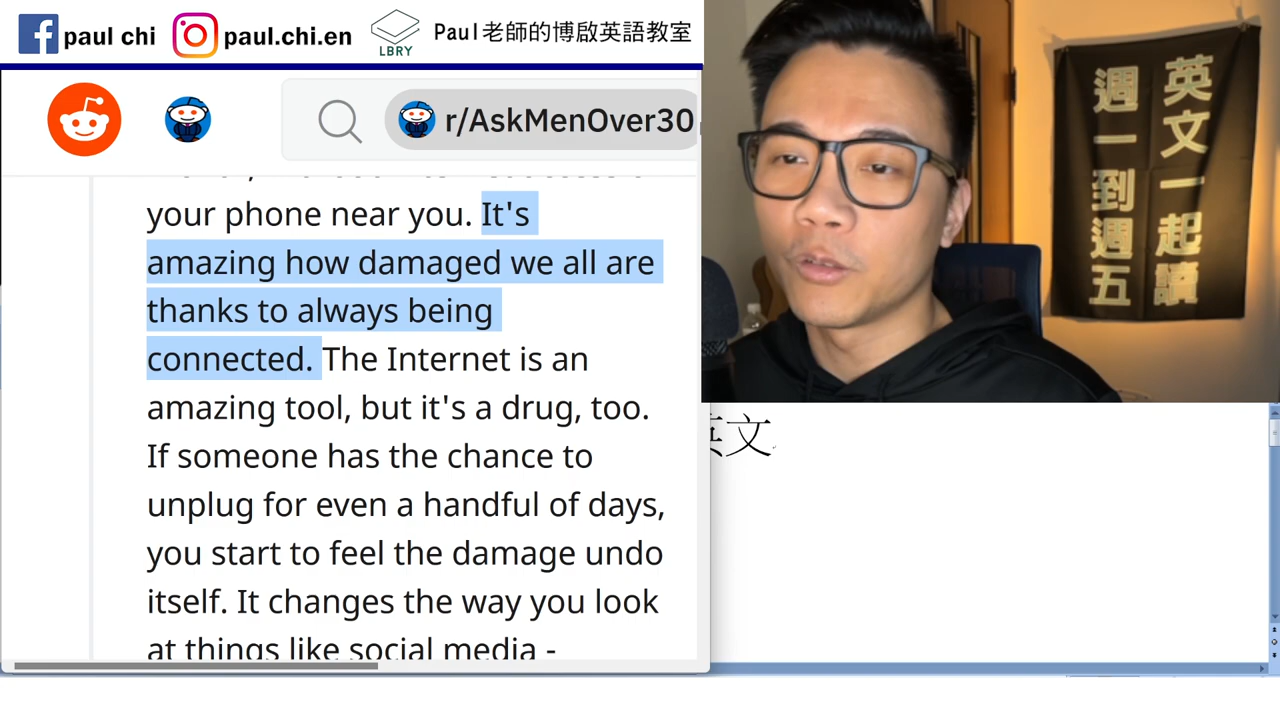 paul chi
paul.chi.en
LBRY
Paul老師的博啟英語教室
r/AskMenOver30
your phone near you. It's
amazing how damaged we all are
thanks to always being
connected. The Internet is an
amazing tool, but it's a drug, too.
If someone has the chance to
unplug for even a handful of days,
you start to feel the damage undo
itself. It changes the way you look
at things like social media -
英文一起讀
週一到週五
英文